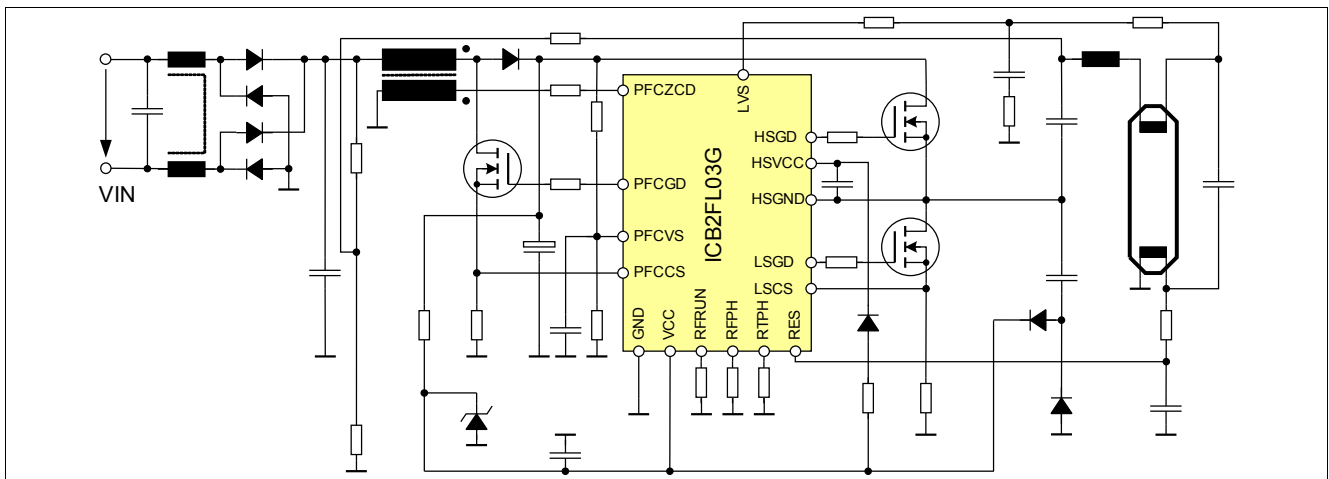 VIN
PFCZCD
PFCGD
PFCVS
PFCCS
ICB2FL03G
LVS
HSGD
HSVCC
HSGND
LSGD
LSCS
GND
VCC
RFRUN
RFPH
RTPH
RES